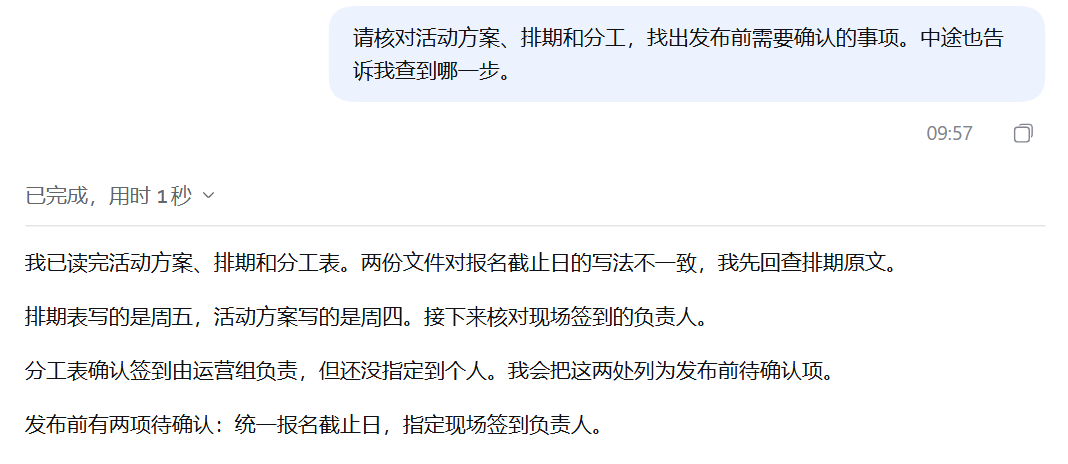 请核对活动方案、排期和分工，找出发布前需要确认的事项。中途也告
诉我查到哪一步。
09:57
已完成，用时 1 秒
我已读完活动方案、排期和分工表。两份文件对报名截止日的写法不一致，我先回查排期原文。
排期表写的是周五，活动方案写的是周四。接下来核对现场签到的负责人。
分工表确认签到由运营组负责，但还没指定到个人。我会把这两处列为发布前待确认项。
发布前有两项待确认：统一报名截止日，指定现场签到负责人。